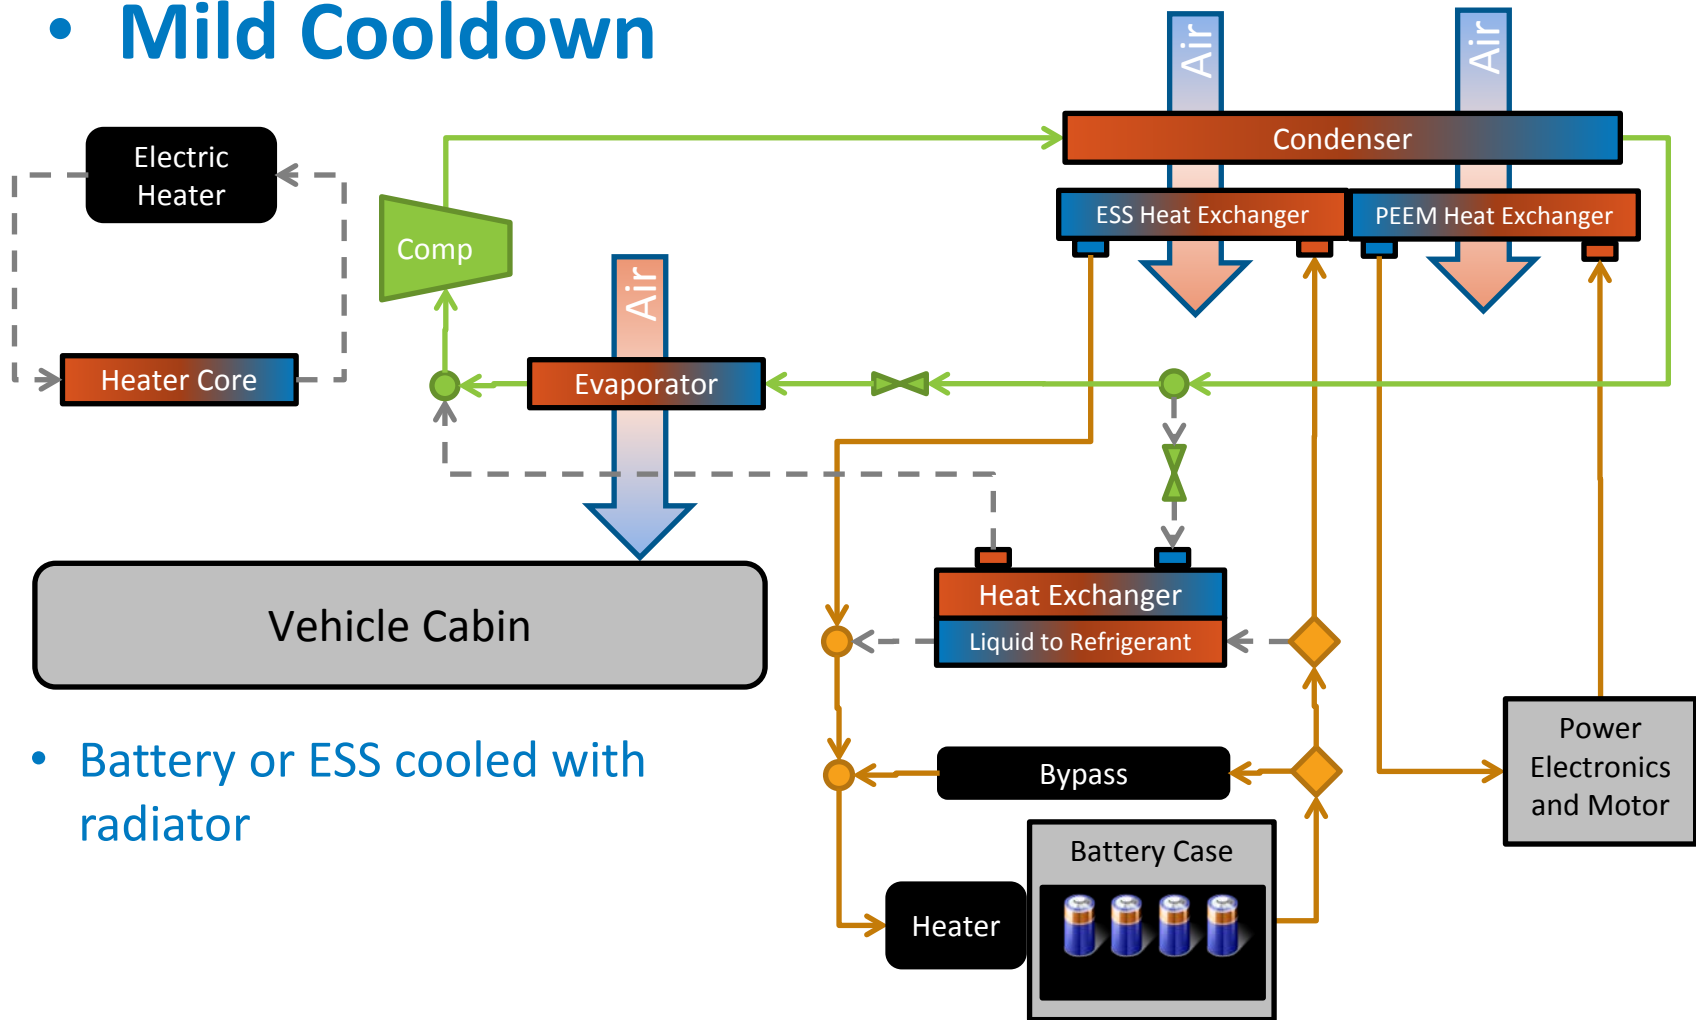 • Mild Cooldown
Air
Air
Condenser
Electric
Heater
ESS Heat Exchanger
PEEM Heat Exchanger
Comp
Air
Heater Core
Evaporator
Heat Exchanger
Liquid to Refrigerant
Vehicle Cabin
• Battery or ESS cooled with
radiator
Bypass
Power
Electronics
and Motor
Battery Case
Heater